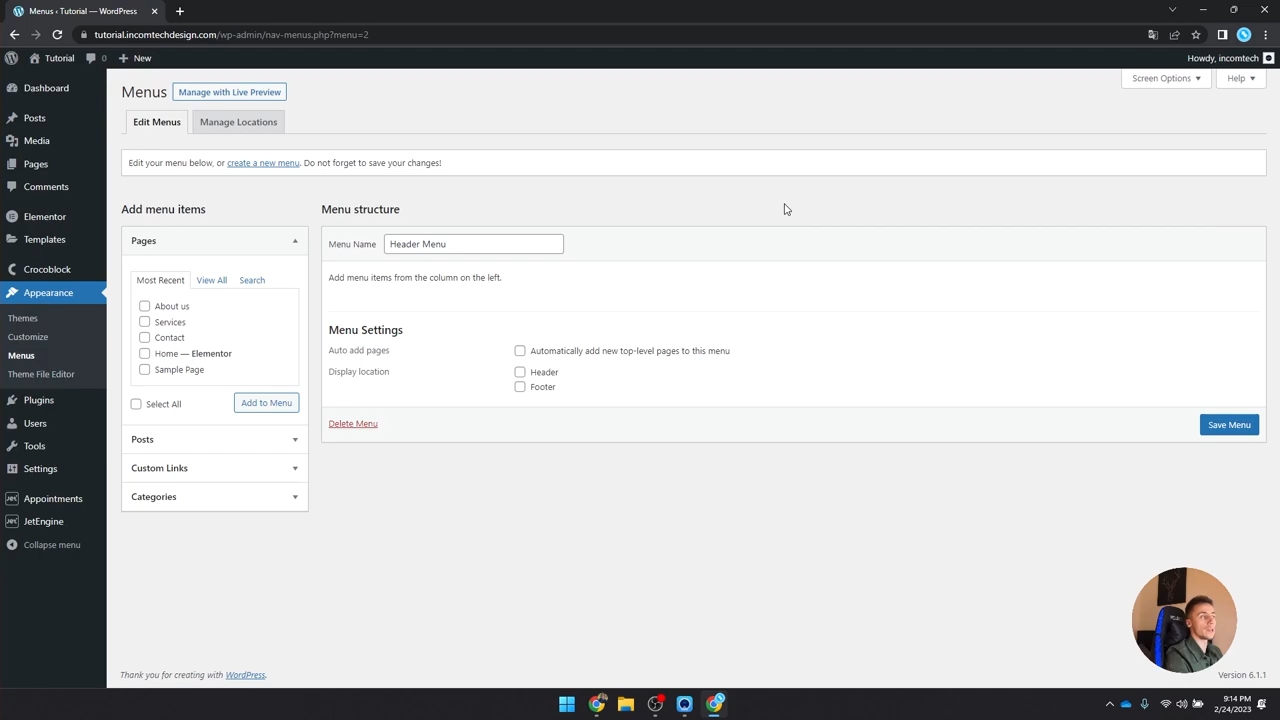 Menus ‹ Tutorial — WordPress
tutorial.incomtechdesign.com/wp-admin/nav-menus.php?menu=2
Tutorial
0
New
Howdy, incomtech
Dashboard
Posts
Media
Pages
Comments
Elementor
Templates
Crocoblock
Appearance
Themes
Customize
Menus
Theme File Editor
Plugins
Users
Tools
Settings
Appointments
JetEngine
Collapse menu
Screen Options
Help
Menus
Manage with Live Preview
Edit Menus
Manage Locations
Edit your menu below, or create a new menu. Do not forget to save your changes!
Add menu items
Pages
Most Recent
View All
Search
About us
Services
Contact
Home — Elementor
Sample Page
Select All
Add to Menu
Posts
Custom Links
Categories
Menu structure
Menu Name
Header Menu
Add menu items from the column on the left.
Menu Settings
Auto add pages
Automatically add new top-level pages to this menu
Display location
Header
Footer
Delete Menu
Save Menu
Thank you for creating with WordPress.
Version 6.1.1
9:14 PM
2/24/2023